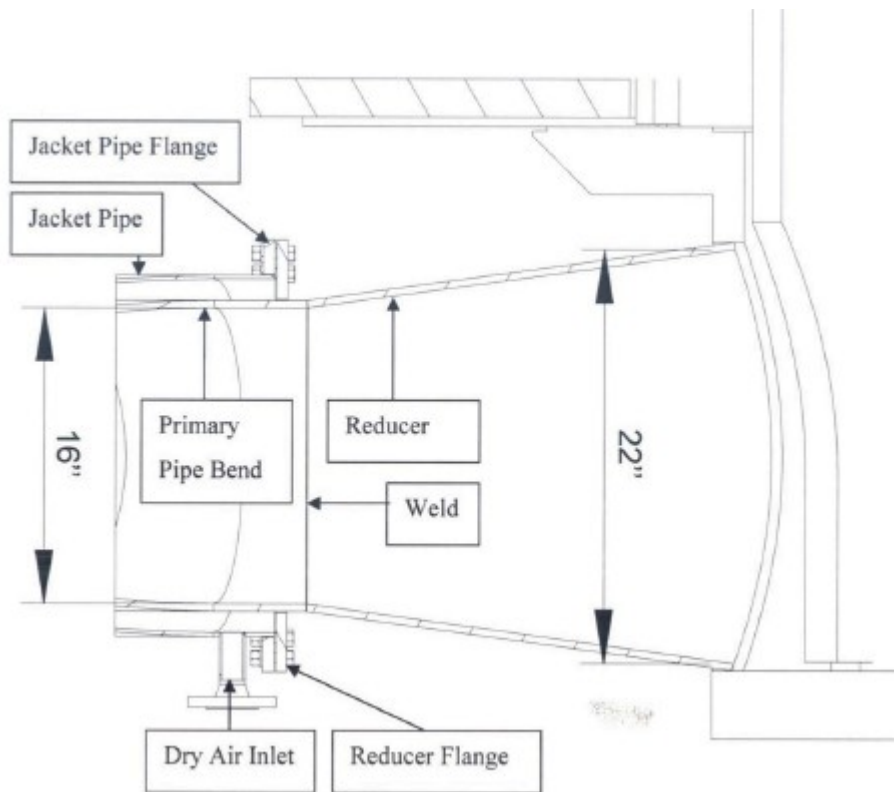 Jacket Pipe Flange
Jacket Pipe
Primary
Pipe Bend
Reducer
Weld
16”
22”
Dry Air Inlet
Reducer Flange